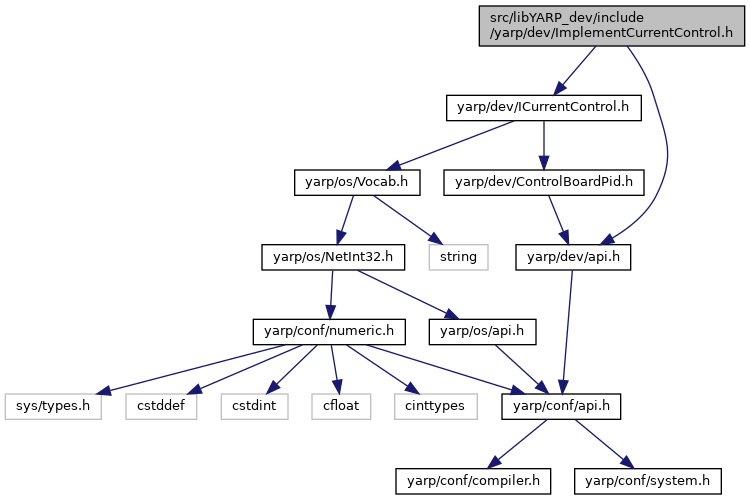 src/libYARP_dev/include
/yarp/dev/ImplementCurrentControl.h
yarp/dev/ICurrentControl.h
yarp/os/Vocab.h
yarp/dev/ControlBoardPid.h
yarp/os/NetInt32.h
string
yarp/dev/api.h
yarp/conf/numeric.h
yarp/os/api.h
sys/types.h
cstddef
cstdint
cfloat
cinttypes
yarp/conf/api.h
yarp/conf/compiler.h
yarp/conf/system.h